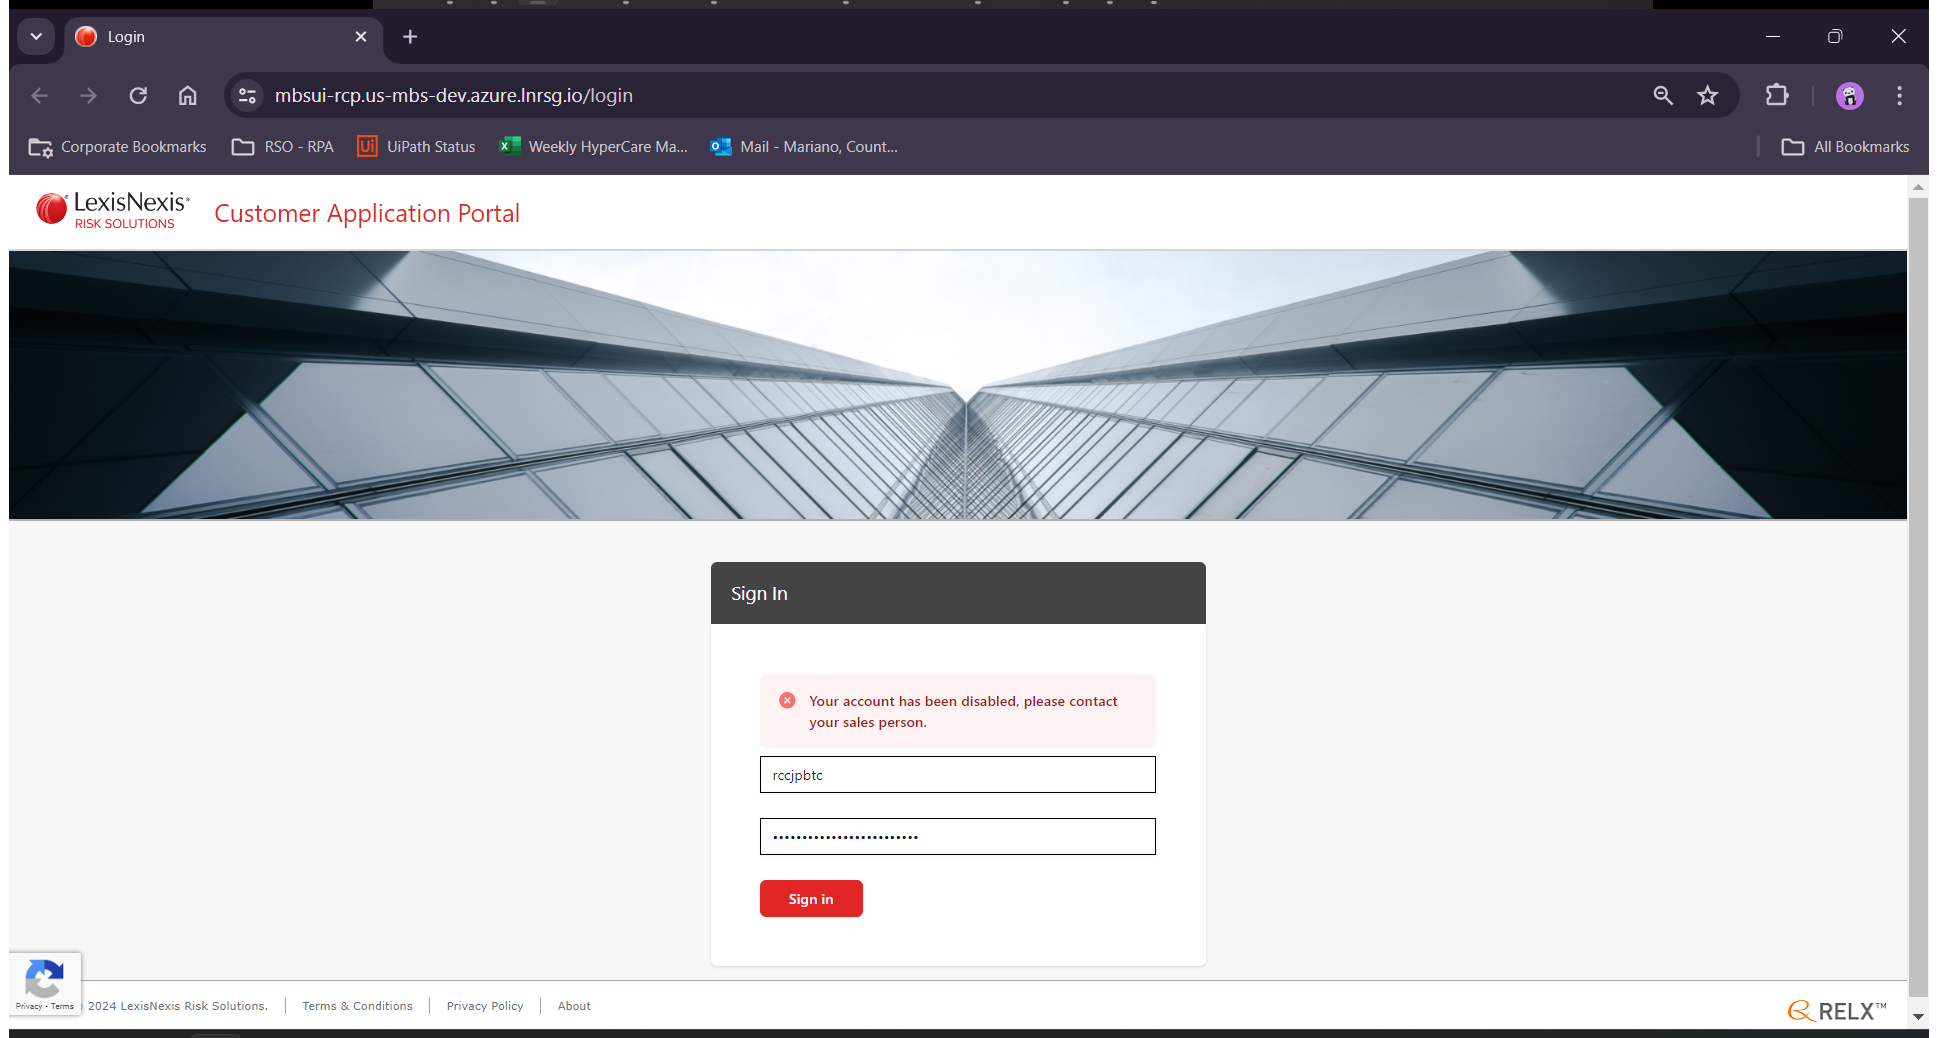 Login
mbsui-rcp.us-mbs-dev.azure.lnrsg.io/login
Corporate Bookmarks
RSO - RPA
Ui
UiPath Status
Weekly HyperCare Ma...
Mail - Mariano, Count...
All Bookmarks
LexisNexis®
RISK SOLUTIONS
Customer Application Portal
Sign In
Your account has been disabled, please contact
your sales person.
rccjpbtc
Sign in
Privacy - Terms
2024 LexisNexis Risk Solutions.
Terms & Conditions
Privacy Policy
About
RELX™